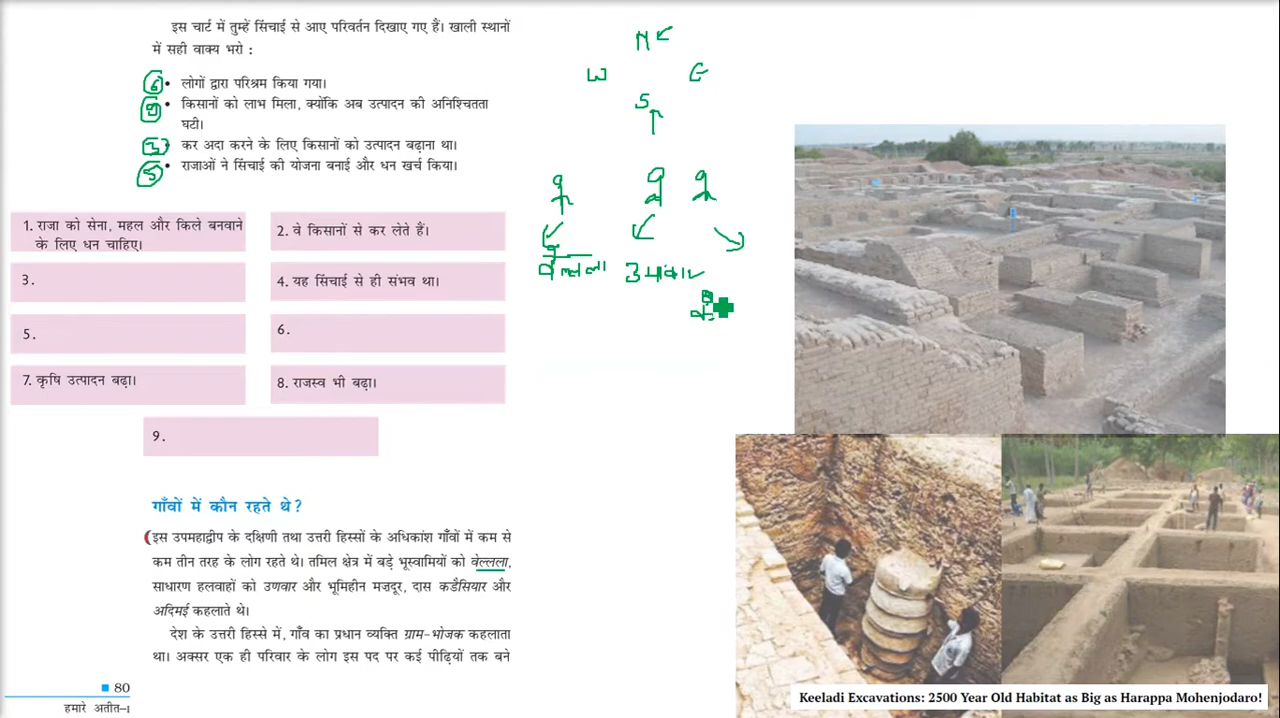 इस चार्ट में तुम्हें सिंचाई से आए परिवर्तन दिखाए गए हैं। खाली स्थानों
में सही वाक्य भरो :
• लोगों द्वारा परिश्रम किया गया।
• किसानों को लाभ मिला, क्योंकि अब उत्पादन की अनिश्चितता
घटी।
• कर अदा करने के लिए किसानों को उत्पादन बढ़ाना था।
• राजाओं ने सिंचाई की योजना बनाई और धन खर्च किया।
1. राजा को सेना, महल और किले बनवाने
के लिए धन चाहिए।
2. वे किसानों से कर लेते हैं।
3.
4. यह सिंचाई से ही संभव था।
5.
6.
7. कृषि उत्पादन बढ़ा।
8. राजस्व भी बढ़ा।
9.
गाँवों में कौन रहते थे?
इस उपमहाद्वीप के दक्षिणी तथा उत्तरी हिस्सों के अधिकांश गाँवों में कम से
कम तीन तरह के लोग रहते थे। तमिल क्षेत्र में बड़े भूस्वामियों को वेल्लला,
साधारण हलवाहों को उणवार और भूमिहीन मज़दूर, दास कडैसियार और
अदिमई कहलाते थे।
देश के उत्तरी हिस्से में, गाँव का प्रधान व्यक्ति ग्राम-भोजक कहलाता
था। अक्सर एक ही परिवार के लोग इस पद पर कई पीढ़ियों तक बने
80
हमारे अतीत–I
N
W E
S
Keeladi Excavations: 2500 Year Old Habitat as Big as Harappa Mohenjodaro!